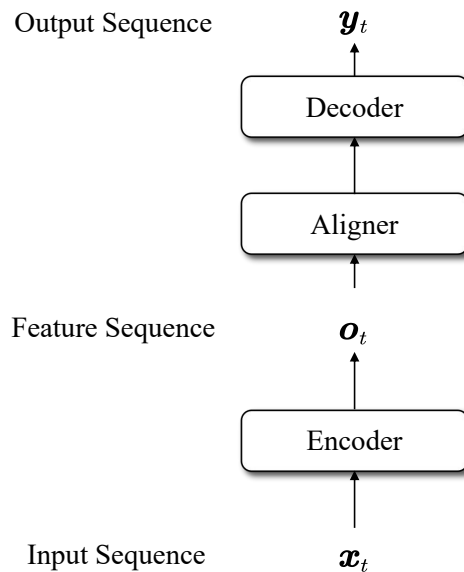 Output Sequence y_t
Decoder
Aligner
Feature Sequence o_t
Encoder
Input Sequence x_t